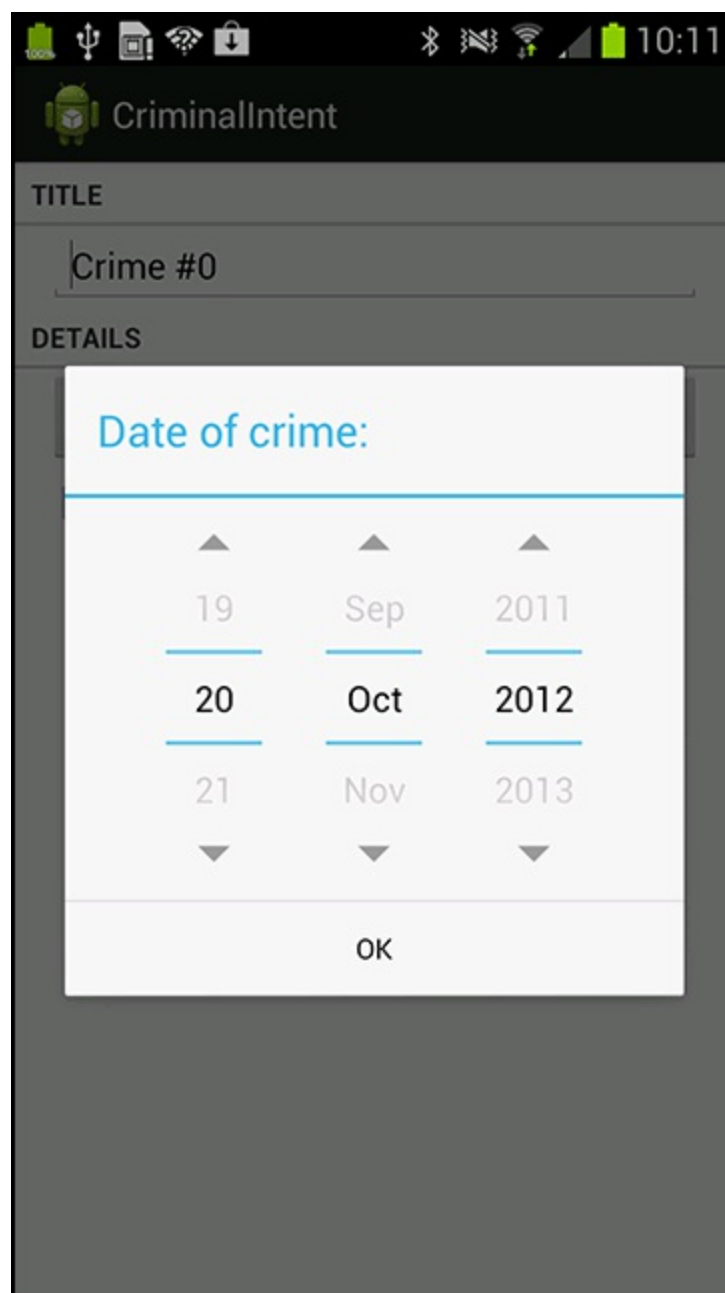 100%
10:11
CriminalIntent
TITLE
Crime #0
DETAILS
Date of crime:
19 Sep 2011
20 Oct 2012
21 Nov 2013
OK